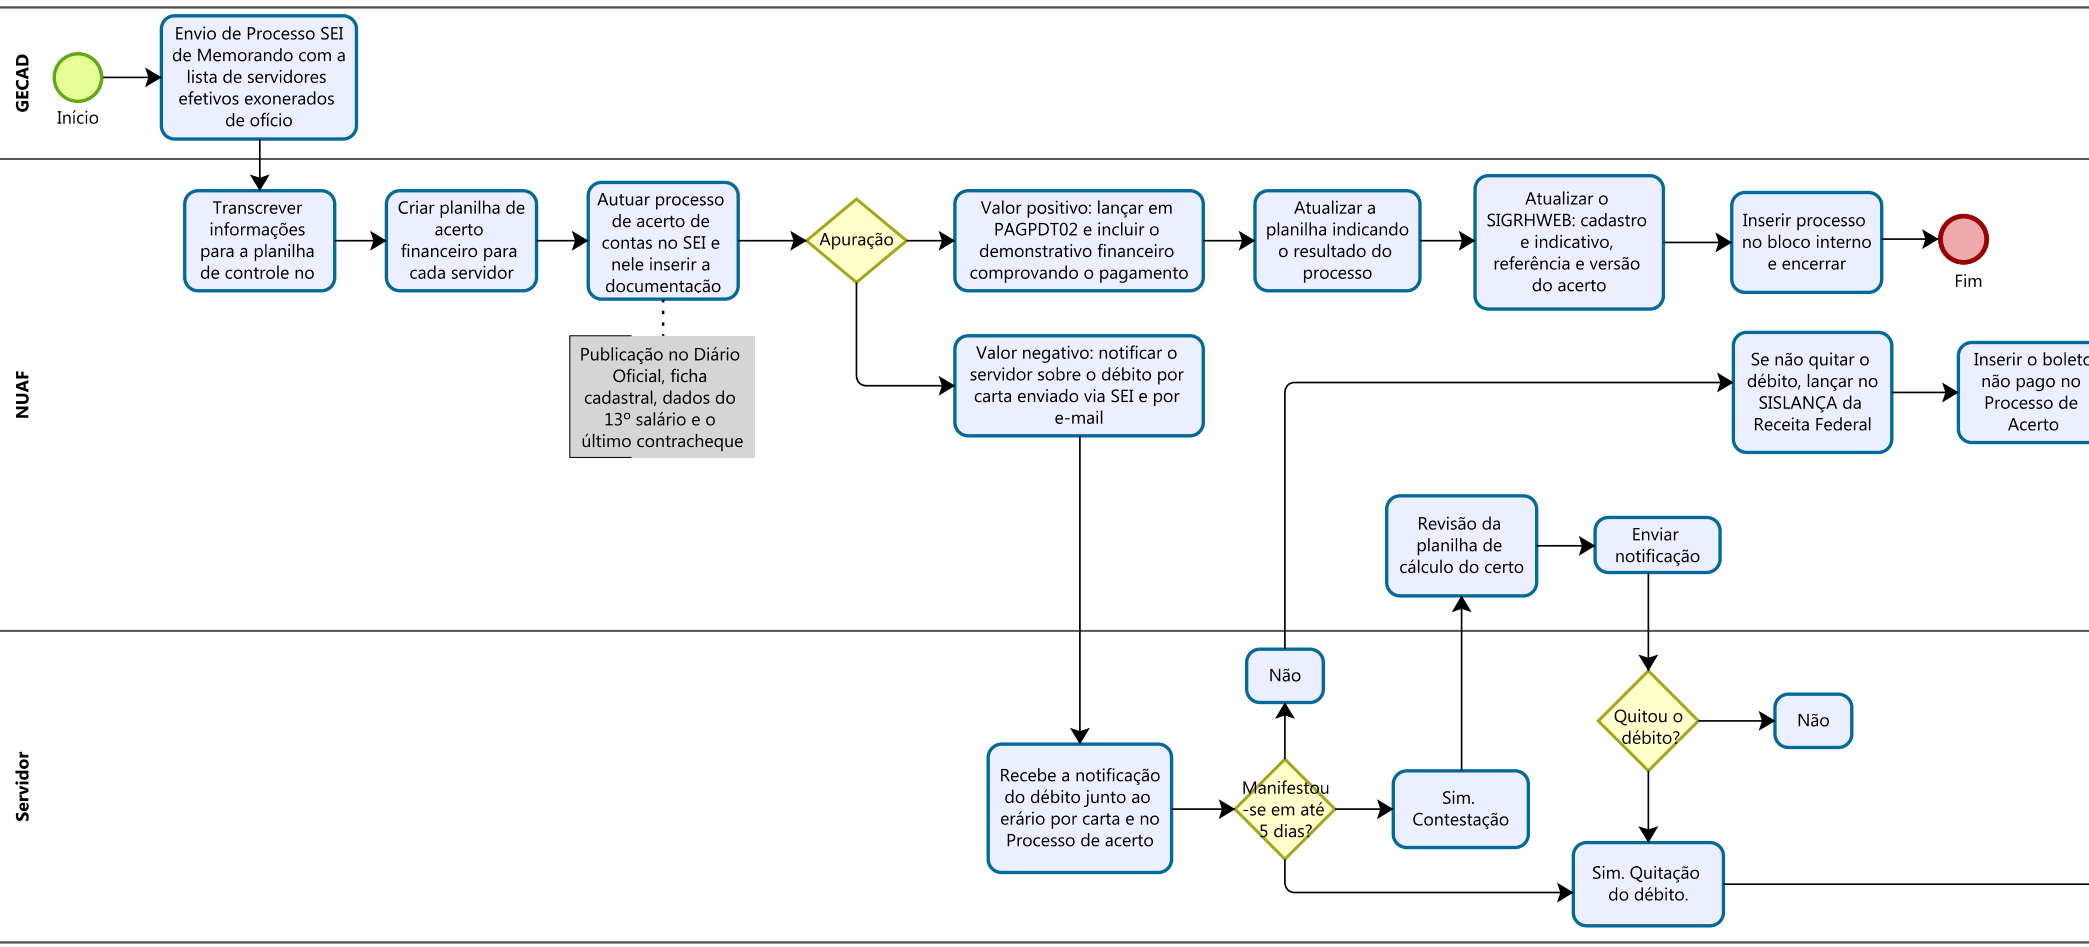 GECAD
Início
Envio de Processo SEI
de Memorando com a
lista de servidores
efetivos exonerados
de ofício
NUAF
Transcrever
informações
para a planilha
de controle no
Criar planilha de
acerto
financeiro para
cada servidor
Autuar processo
de acerto de
contas no SEI e
nele inserir a
documentação
Publicação no Diário
Oficial, ficha
cadastral, dados do
13º salário e o
último contracheque
Apuração
Valor positivo: lançar em
PAGPDT02 e incluir o
demonstrativo financeiro
comprovando o pagamento
Atualizar a
planilha indicando
o resultado do
processo
Atualizar o
SIGRHWEB: cadastro
e indicativo,
referência e versão
do acerto
Inserir processo
no bloco interno
e encerrar
Fim
Valor negativo: notificar o
servidor sobre o débito por
carta enviado via SEI e por
e-mail
Se não quitar o
débito, lançar no
SISLANÇA da
Receita Federal
Inserir o boleto
não pago no
Processo de
Acerto
Revisão da
planilha de
cálculo do certo
Enviar
notificação
Servidor
Recebe a notificação
do débito junto ao
erário por carta e no
Processo de acerto
Manifestou
-se em até
5 dias?
Não
Sim.
Contestação
Quitou o
débito?
Não
Sim. Quitação
do débito.